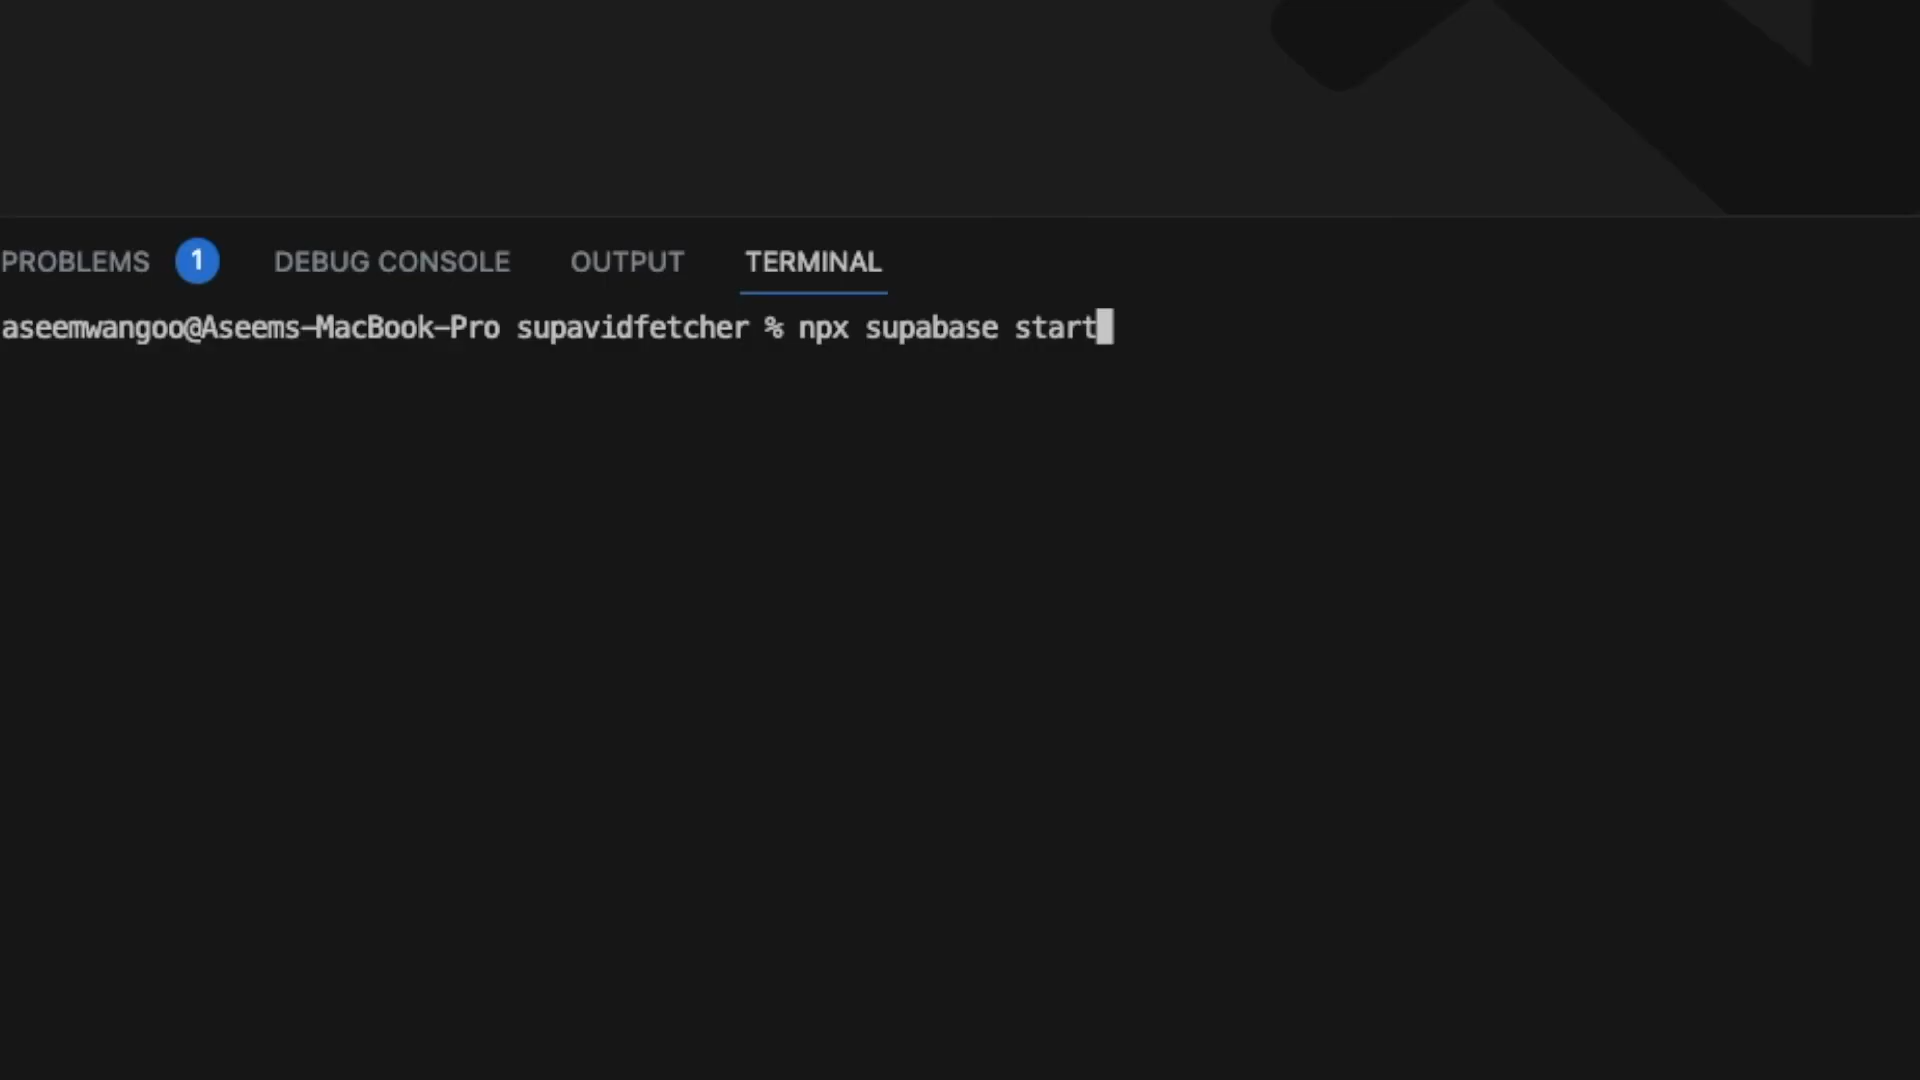 PROBLEMS 1 DEBUG CONSOLE OUTPUT TERMINAL
aseemwangoo@Aseems-MacBook-Pro supavidfetcher % npx supabase start